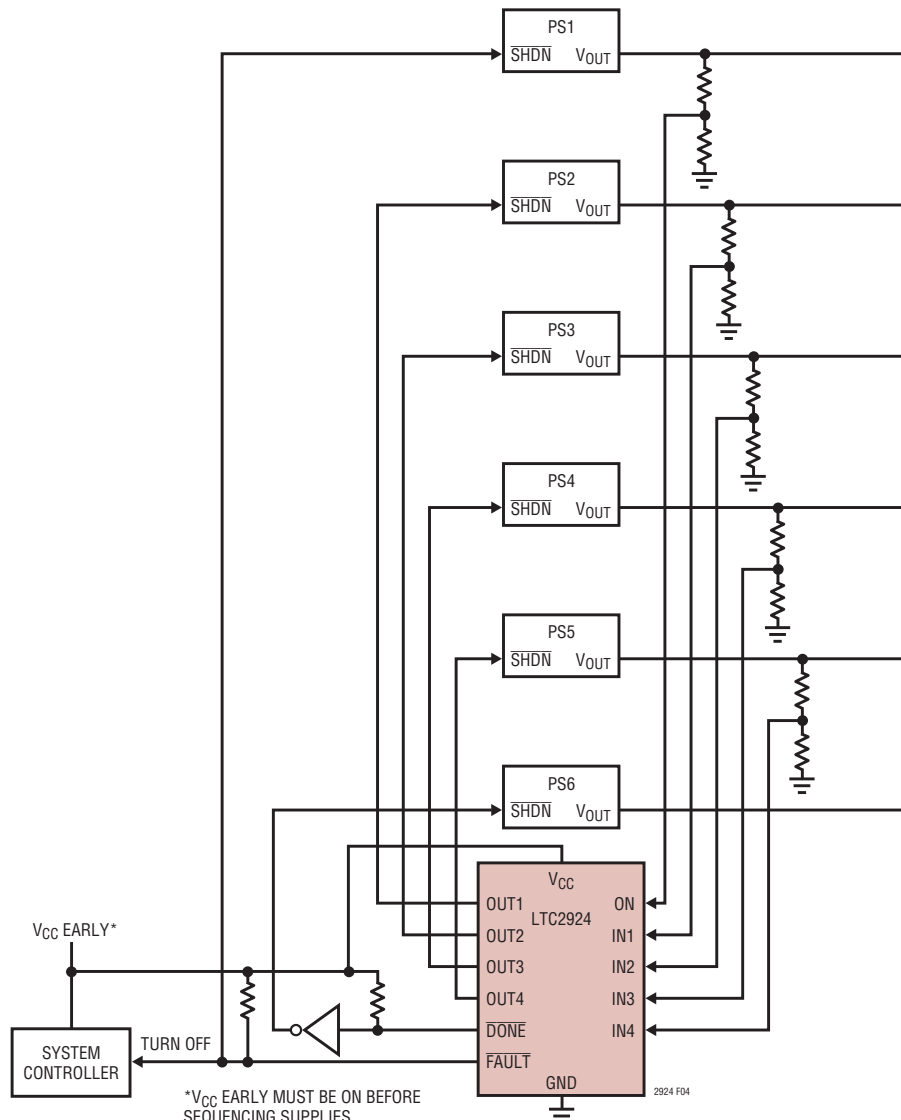 PS1
SHDN VOUT
PS2
SHDN VOUT
PS3
SHDN VOUT
PS4
SHDN VOUT
PS5
SHDN VOUT
PS6
SHDN VOUT
VCC
OUT1 ON
LTC2924
OUT2 IN1
OUT3 IN2
OUT4 IN3
DONE IN4
FAULT
GND
VCC EARLY*
SYSTEM
CONTROLLER
TURN OFF
*VCC EARLY MUST BE ON BEFORE
SEQUENCING SUPPLIES
2924 F04